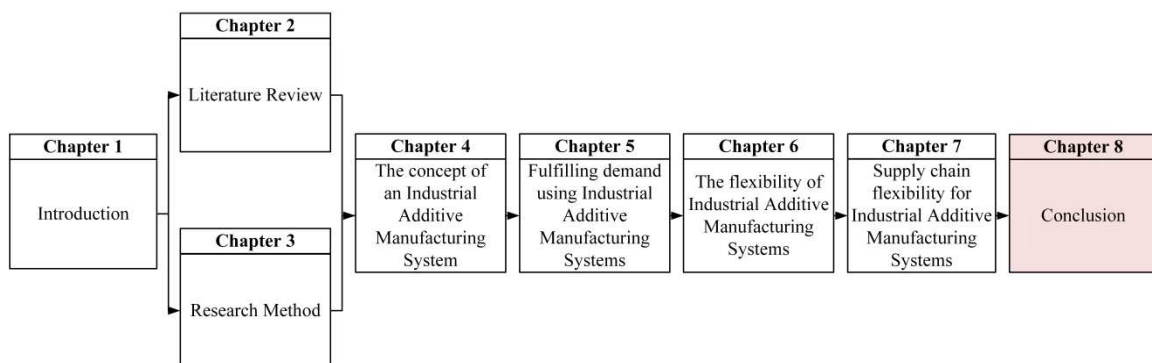 Chapter 1
Introduction
Chapter 2
Literature Review
Chapter 3
Research Method
Chapter 4
The concept of
an Industrial
Additive
Manufacturing
System
Chapter 5
Fulfilling demand
using Industrial
Additive
Manufacturing
Systems
Chapter 6
The flexibility of
Industrial Additive
Manufacturing
Systems
Chapter 7
Supply chain
flexibility for
Industrial Additive
Manufacturing
Systems
Chapter 8
Conclusion